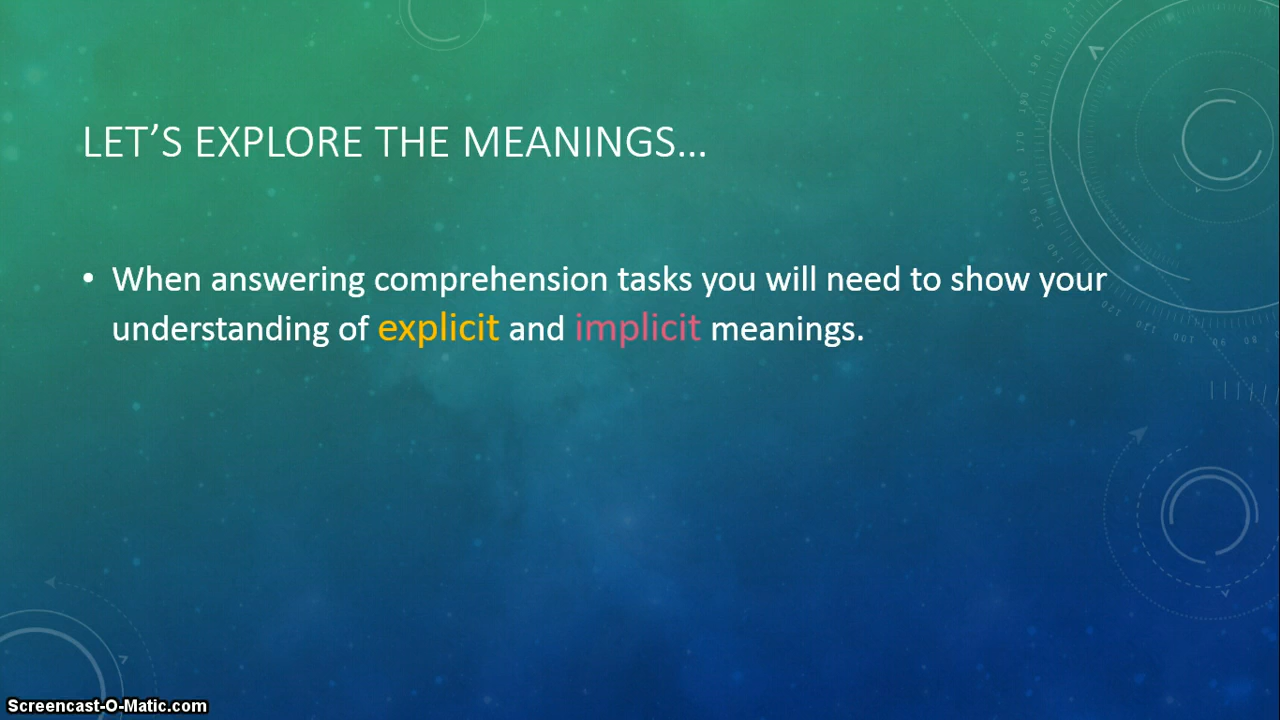 LET’S EXPLORE THE MEANINGS…
• When answering comprehension tasks you will need to show your
understanding of explicit and implicit meanings.
Screencast-O-Matic.com